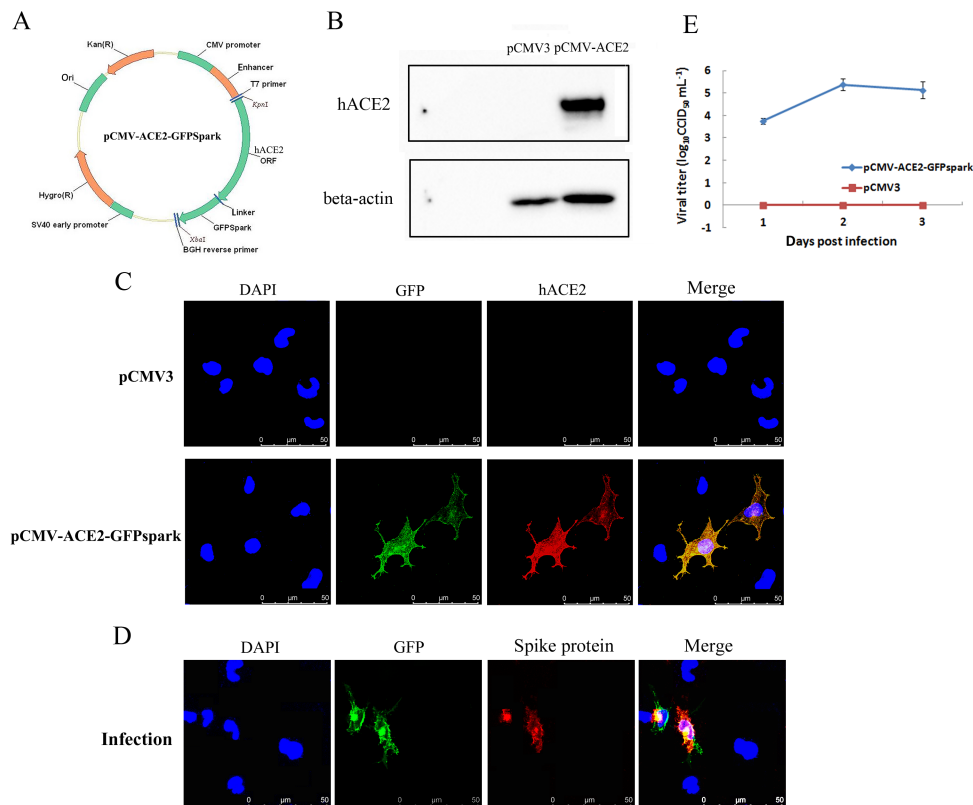 A
Kan(R)
CMV promoter
Enhancer
Ori
T7 primer
KpnI
pCMV-ACE2-GFPSpark
hACE2
ORF
Hygro(R)
Linker
GFPSpark
SV40 early promoter
XbaI
BGH reverse primer
B
pCMV3 pCMV-ACE2
hACE2
beta-actin
E
Viral titer (log10CCID50 mL-1)
6
5
4
3
2
1
0
-1
pCMV-ACE2-GFPspark
pCMV3
1 2 3
Days post infection
C
DAPI GFP hACE2 Merge
pCMV3
0 µm 50 0 µm 50 0 µm 50 0 µm 50
pCMV-ACE2-GFPspark
0 µm 50 0 µm 50 0 µm 50 0 µm 50
D
DAPI GFP Spike protein Merge
Infection
0 µm 50 0 µm 50 0 µm 50 0 µm 50